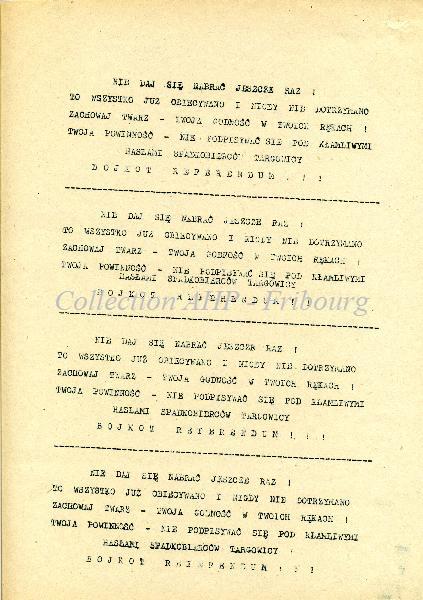 NIE DAJ SIĘ NABRAĆ JESZCZE RAZ !
TO WSZYSTKO JUŻ OBIECYWANO I NIGDY NIE DOTRZYMANO
ZACHOWAJ TWARZ - TWOJA GODNOŚĆ W TWOICH RĘKACH !
TWOJA POWINNOŚĆ - NIE PODPISYWAĆ SIĘ POD KŁAMLIWYMI
HASŁAMI SPADKOBIERCÓW TARGOWICY
B O J K O T R E F E R E N D U M ! ! !
NIE DAJ SIĘ NABRAĆ JESZCZE RAZ !
TO WSZYSTKO JUŻ OBIECYWANO I NIGDY NIE DOTRZYMANO
ZACHOWAJ TWARZ - TWOJA GODNOŚĆ W TWOICH RĘKACH !
TWOJA POWINNOŚĆ - NIE PODPISYWAĆ SIĘ POD KŁAMLIWYMI
HASŁAMI SPADKOBIERCÓW TARGOWICY
B O J K O T R E F E R E N D U M ! ! !
Collection AHP - Fribourg
NIE DAJ SIĘ NABRAĆ JESZCZE RAZ !
TO WSZYSTKO JUŻ OBIECYWANO I NIGDY NIE DOTRZYMANO
ZACHOWAJ TWARZ - TWOJA GODNOŚĆ W TWOICH RĘKACH !
TWOJA POWINNOŚĆ - NIE PODPISYWAĆ SIĘ POD KŁAMLIWYMI
HASŁAMI SPADKOBIERCÓW TARGOWICY
B O J K O T R E F E R E N D U M ! ! !
NIE DAJ SIĘ NABRAĆ JESZCZE RAZ !
TO WSZYSTKO JUŻ OBIECYWANO I NIGDY NIE DOTRZYMANO
ZACHOWAJ TWARZ - TWOJA GODNOŚĆ W TWOICH RĘKACH !
TWOJA POWINNOŚĆ - NIE PODPISYWAĆ SIĘ POD KŁAMLIWYMI
HASŁAMI SPADKOBIERCÓW TARGOWICY
B O J K O T R E F E R E N D U M ! ! !